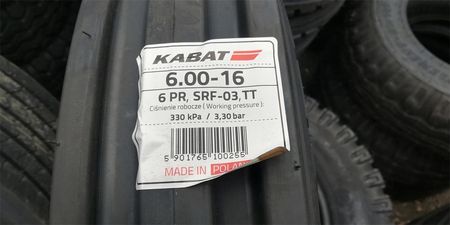 KABAT
6.00-16
6 PR, SRF-03, TT
Ciśnienie robocze ( Working pressure ):
330 kPa / 3,30 bar
5 901765 100255
MADE IN POLAND